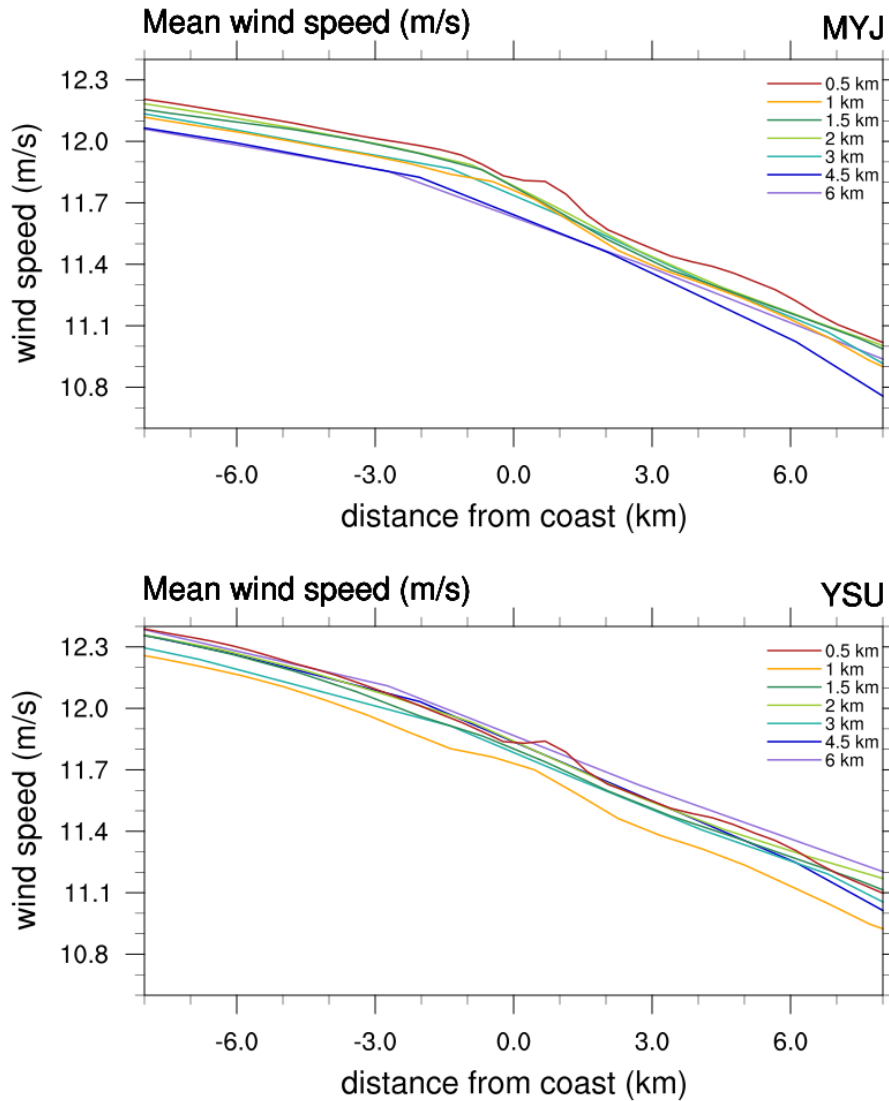 Mean wind speed (m/s) MYJ
12.3
12.0
11.7
11.4
11.1
10.8
wind speed (m/s)
0.5 km
1 km
1.5 km
2 km
3 km
4.5 km
6 km
-6.0 -3.0 0.0 3.0 6.0
distance from coast (km)
Mean wind speed (m/s) YSU
12.3
12.0
11.7
11.4
11.1
10.8
wind speed (m/s)
0.5 km
1 km
1.5 km
2 km
3 km
4.5 km
6 km
-6.0 -3.0 0.0 3.0 6.0
distance from coast (km)